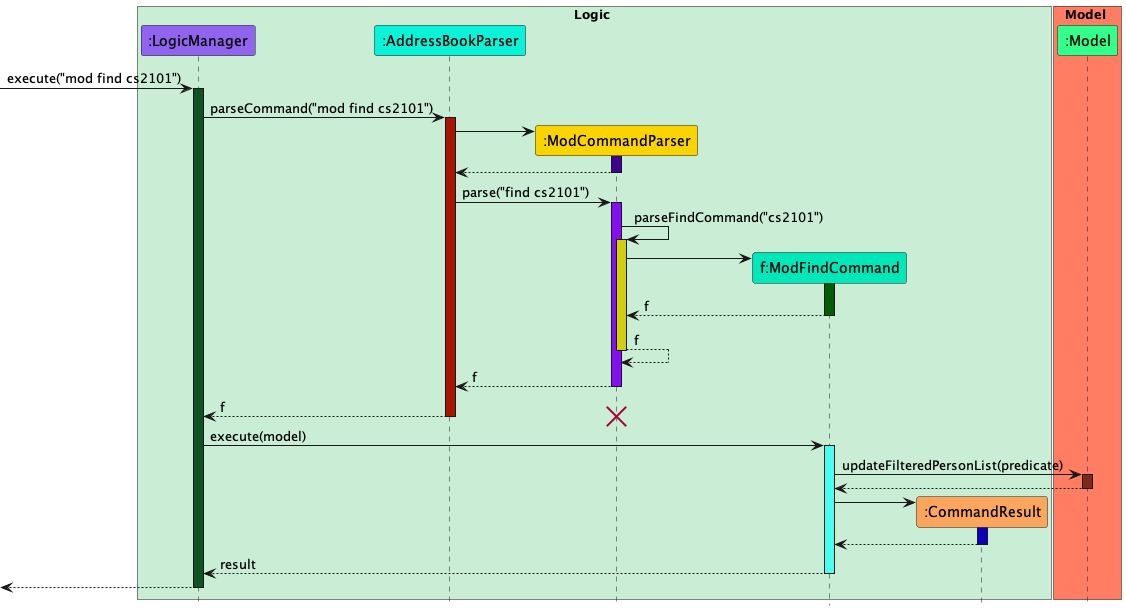 Logic
Model
:LogicManager
:AddressBookParser
:Model
execute("mod find cs2101")
parseCommand("mod find cs2101")
:ModCommandParser
parse("find cs2101")
parseFindCommand("cs2101")
f:ModFindCommand
f
f
f
f
execute(model)
updateFilteredPersonList(predicate)
:CommandResult
result